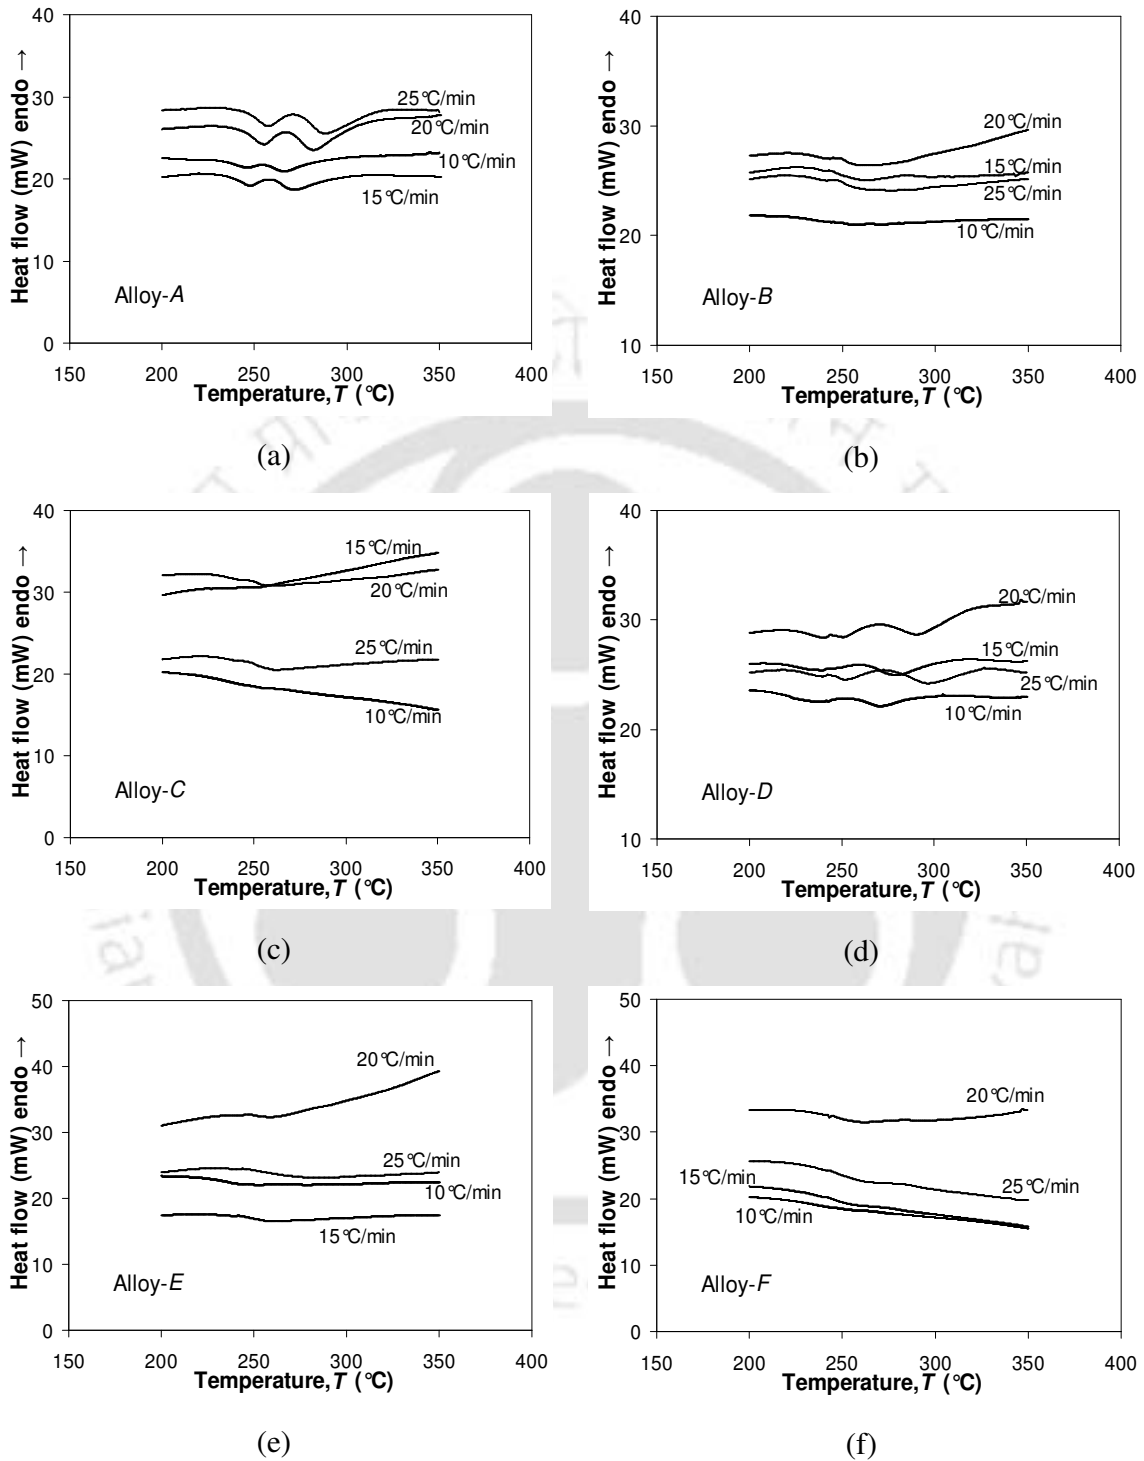 40
30
20
10
0
150
200
250
300
350
400
Heat flow (mW) endo →
Temperature, T (°C)
25°C/min
20°C/min
10°C/min
15°C/min
Alloy-A
(a)
40
30
20
10
150
200
250
300
350
400
Heat flow (mW) endo →
Temperature, T (°C)
20°C/min
15°C/min
25°C/min
10°C/min
Alloy-B
(b)
40
30
20
10
0
150
200
250
300
350
400
Heat flow (mW) endo →
Temperature, T (°C)
15°C/min
20°C/min
25°C/min
10°C/min
Alloy-C
(c)
40
30
20
10
150
200
250
300
350
400
Heat flow (mW) endo →
Temperature, T (°C)
20°C/min
15°C/min
25°C/min
10°C/min
Alloy-D
(d)
50
40
30
20
10
0
150
200
250
300
350
400
Heat flow (mW) endo →
Temperature, T (°C)
20°C/min
25°C/min
10°C/min
15°C/min
Alloy-E
(e)
50
40
30
20
10
0
150
200
250
300
350
400
Heat flow (mW) endo →
Temperature, T (°C)
20°C/min
15°C/min
25°C/min
10°C/min
Alloy-F
(f)